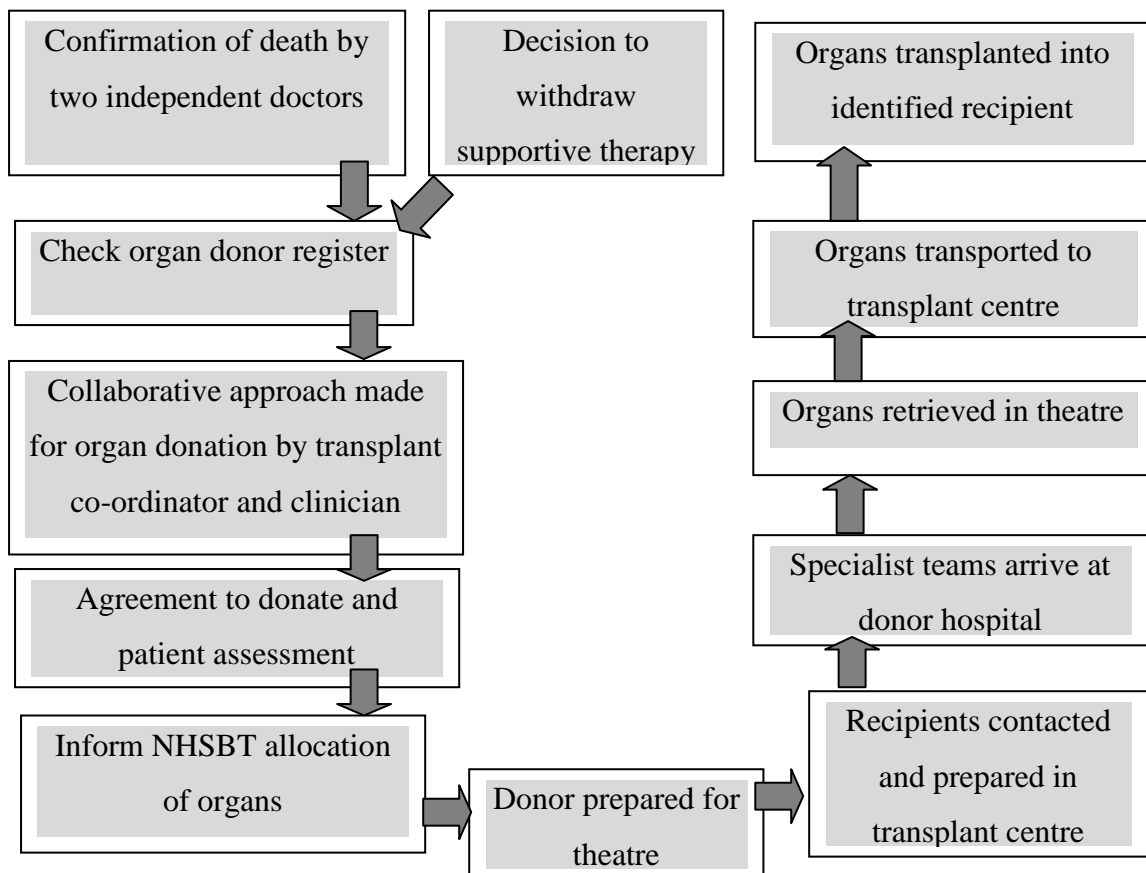 Confirmation of death by
two independent doctors
Decision to
withdraw
supportive therapy
Check organ donor register
Collaborative approach made
for organ donation by transplant
co-ordinator and clinician
Agreement to donate and
patient assessment
Inform NHSBT allocation
of organs
Donor prepared for
theatre
Recipients contacted
and prepared in
transplant centre
Specialist teams arrive at
donor hospital
Organs retrieved in theatre
Organs transported to
transplant centre
Organs transplanted into
identified recipient